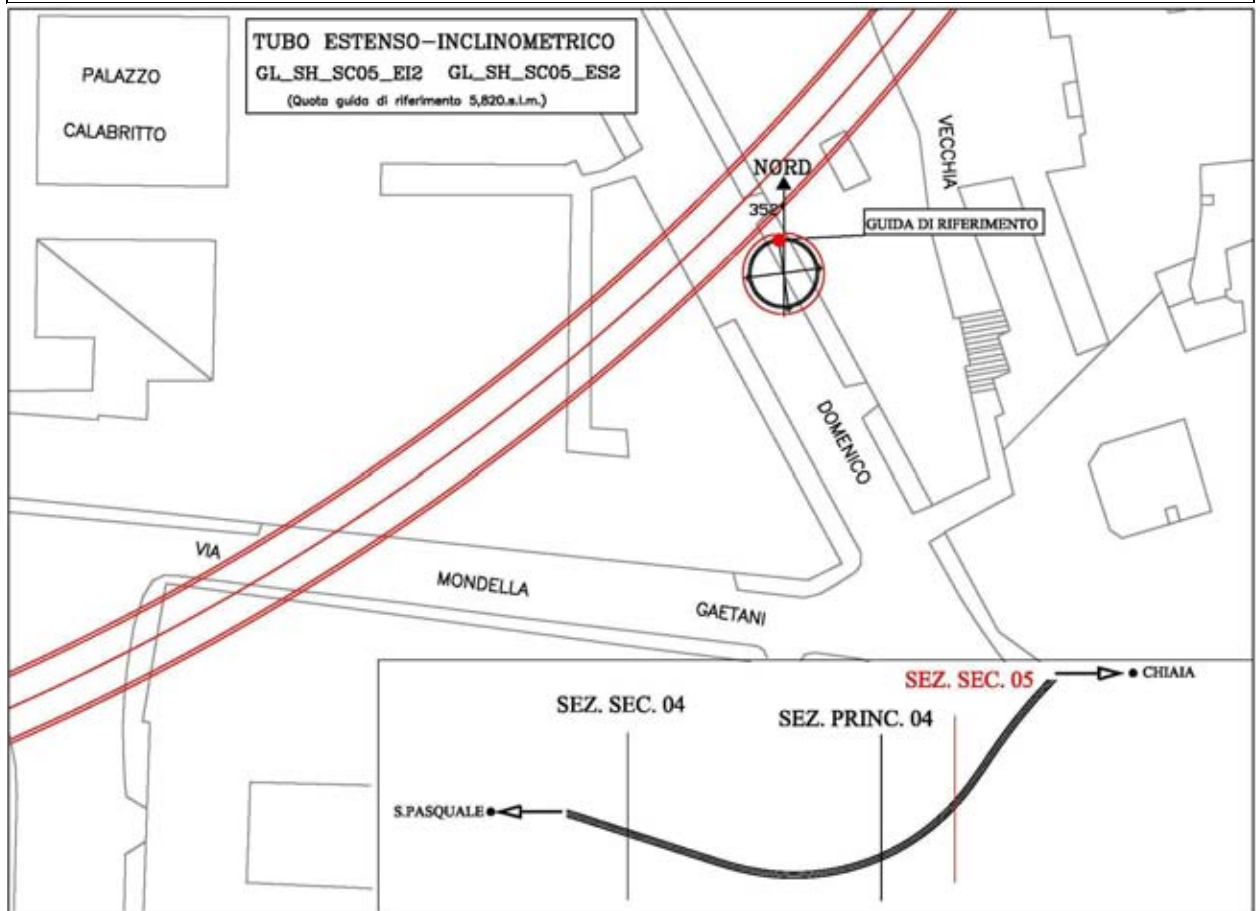 TUBO ESTENSO-INCLINOMETRICO
GL_SH_SC05_EI2 GL_SH_SC05_ES2
(Quota guida di riferimento 5,820.s.l.m.)
PALAZZO
CALABRITTO
VECCHIA
NORD
352
GUIDA DI RIFERIMENTO
DOMENICO
VIA
MONDELLA
GAETANI
SEZ. SEC. 05
CHIAIA
SEZ. SEC. 04
SEZ. PRINC. 04
S.PASQUALE